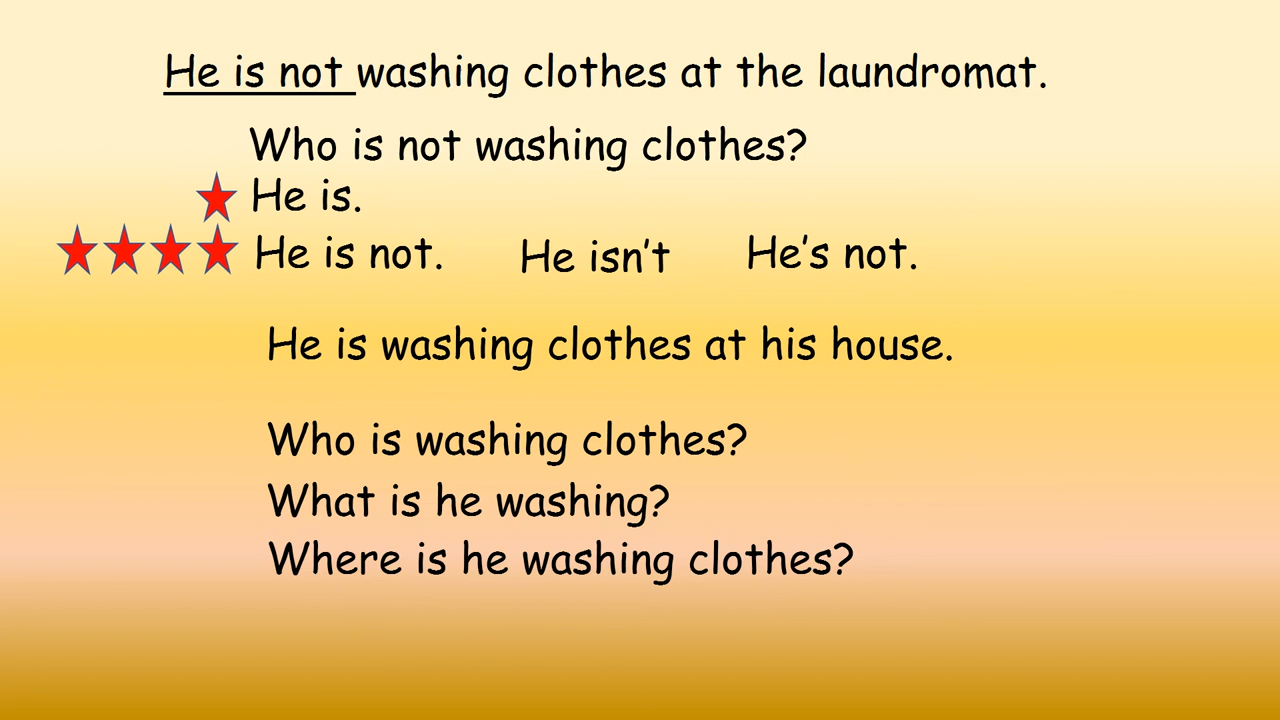 He is not washing clothes at the laundromat.
Who is not washing clothes?
He is.
He is not. He isn’t He’s not.
He is washing clothes at his house.
Who is washing clothes?
What is he washing?
Where is he washing clothes?